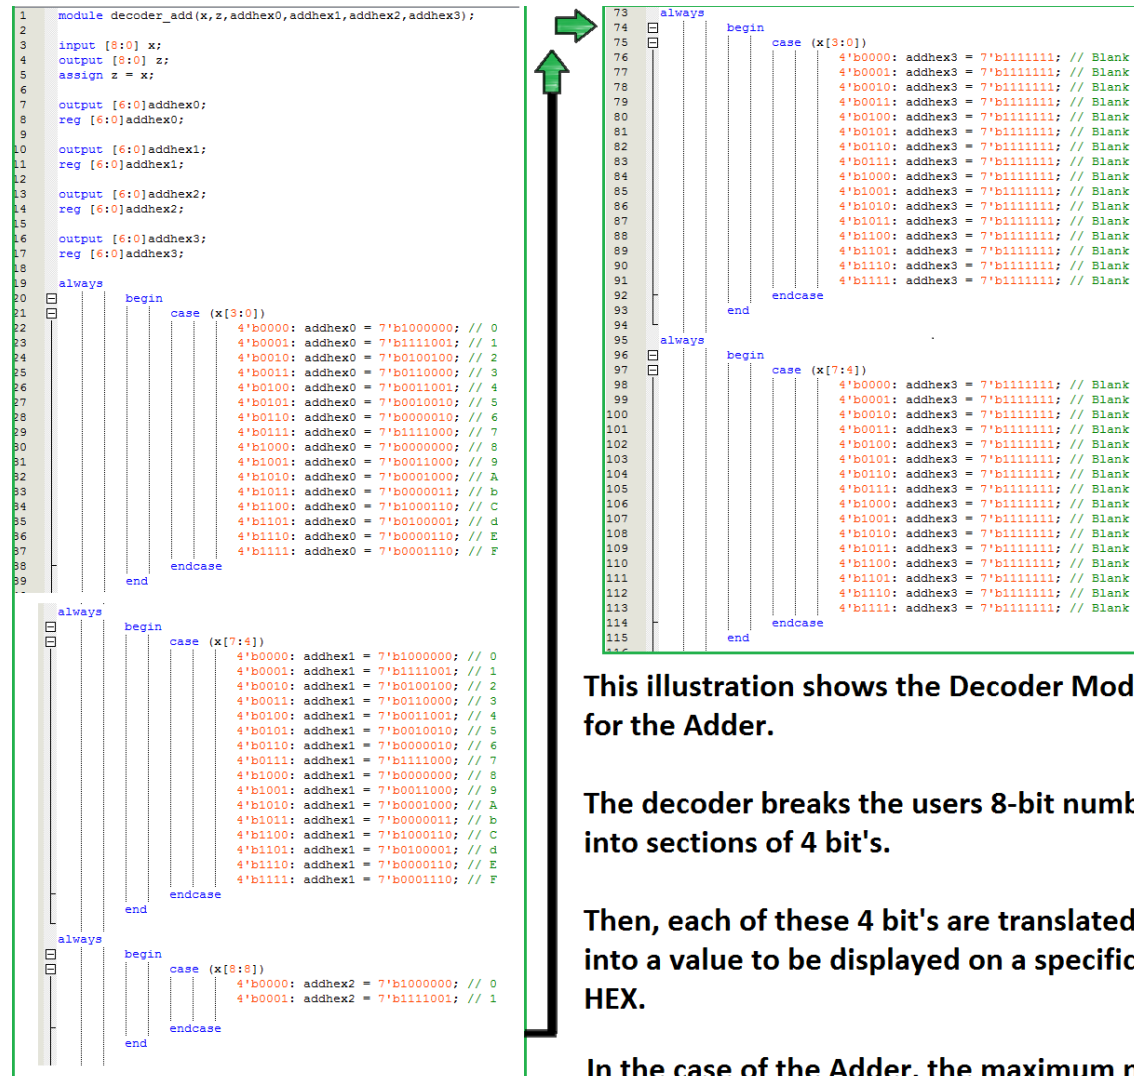 1 module decoder_add(x,z,addhex0,addhex1,addhex2,addhex3);
2
3 input [8:0] x;
4 output [8:0] z;
5 assign z = x;
6
7 output [6:0]addhex0;
8 reg [6:0]addhex0;
9
10 output [6:0]addhex1;
11 reg [6:0]addhex1;
12
13 output [6:0]addhex2;
14 reg [6:0]addhex2;
15
16 output [6:0]addhex3;
17 reg [6:0]addhex3;
18
19 always
20 begin
21 case (x[3:0])
22 4'b0000: addhex0 = 7'b1000000; // 0
23 4'b0001: addhex0 = 7'b1111001; // 1
24 4'b0010: addhex0 = 7'b0100100; // 2
25 4'b0011: addhex0 = 7'b0110000; // 3
26 4'b0100: addhex0 = 7'b0011001; // 4
27 4'b0101: addhex0 = 7'b0010010; // 5
28 4'b0110: addhex0 = 7'b0000010; // 6
29 4'b0111: addhex0 = 7'b1111000; // 7
30 4'b1000: addhex0 = 7'b0000000; // 8
31 4'b1001: addhex0 = 7'b0011000; // 9
32 4'b1010: addhex0 = 7'b0001000; // A
33 4'b1011: addhex0 = 7'b0000011; // b
34 4'b1100: addhex0 = 7'b1000110; // C
35 4'b1101: addhex0 = 7'b0100001; // d
36 4'b1110: addhex0 = 7'b0000110; // E
37 4'b1111: addhex0 = 7'b0001110; // F
38 endcase
39 end
always
begin
case (x[7:4])
4'b0000: addhex1 = 7'b1000000; // 0
4'b0001: addhex1 = 7'b1111001; // 1
4'b0010: addhex1 = 7'b0100100; // 2
4'b0011: addhex1 = 7'b0110000; // 3
4'b0100: addhex1 = 7'b0011001; // 4
4'b0101: addhex1 = 7'b0010010; // 5
4'b0110: addhex1 = 7'b0000010; // 6
4'b0111: addhex1 = 7'b1111000; // 7
4'b1000: addhex1 = 7'b0000000; // 8
4'b1001: addhex1 = 7'b0011000; // 9
4'b1010: addhex1 = 7'b0001000; // A
4'b1011: addhex1 = 7'b0000011; // b
4'b1100: addhex1 = 7'b1000110; // C
4'b1101: addhex1 = 7'b0100001; // d
4'b1110: addhex1 = 7'b0000110; // E
4'b1111: addhex1 = 7'b0001110; // F
endcase
end
always
begin
case (x[8:8])
4'b0000: addhex2 = 7'b1000000; // 0
4'b0001: addhex2 = 7'b1111001; // 1
endcase
end
73 always
74 begin
75 case (x[3:0])
76 4'b0000: addhex3 = 7'b1111111; // Blank
77 4'b0001: addhex3 = 7'b1111111; // Blank
78 4'b0010: addhex3 = 7'b1111111; // Blank
79 4'b0011: addhex3 = 7'b1111111; // Blank
80 4'b0100: addhex3 = 7'b1111111; // Blank
81 4'b0101: addhex3 = 7'b1111111; // Blank
82 4'b0110: addhex3 = 7'b1111111; // Blank
83 4'b0111: addhex3 = 7'b1111111; // Blank
84 4'b1000: addhex3 = 7'b1111111; // Blank
85 4'b1001: addhex3 = 7'b1111111; // Blank
86 4'b1010: addhex3 = 7'b1111111; // Blank
87 4'b1011: addhex3 = 7'b1111111; // Blank
88 4'b1100: addhex3 = 7'b1111111; // Blank
89 4'b1101: addhex3 = 7'b1111111; // Blank
90 4'b1110: addhex3 = 7'b1111111; // Blank
91 4'b1111: addhex3 = 7'b1111111; // Blank
92 endcase
93 end
94
95 always
96 begin
97 case (x[7:4])
98 4'b0000: addhex3 = 7'b1111111; // Blank
99 4'b0001: addhex3 = 7'b1111111; // Blank
100 4'b0010: addhex3 = 7'b1111111; // Blank
101 4'b0011: addhex3 = 7'b1111111; // Blank
102 4'b0100: addhex3 = 7'b1111111; // Blank
103 4'b0101: addhex3 = 7'b1111111; // Blank
104 4'b0110: addhex3 = 7'b1111111; // Blank
105 4'b0111: addhex3 = 7'b1111111; // Blank
106 4'b1000: addhex3 = 7'b1111111; // Blank
107 4'b1001: addhex3 = 7'b1111111; // Blank
108 4'b1010: addhex3 = 7'b1111111; // Blank
109 4'b1011: addhex3 = 7'b1111111; // Blank
110 4'b1100: addhex3 = 7'b1111111; // Blank
111 4'b1101: addhex3 = 7'b1111111; // Blank
112 4'b1110: addhex3 = 7'b1111111; // Blank
113 4'b1111: addhex3 = 7'b1111111; // Blank
114 endcase
115 end
This illustration shows the Decoder Mod
for the Adder.
The decoder breaks the users 8-bit numb
into sections of 4 bit's.
Then, each of these 4 bit's are translated
into a value to be displayed on a specific
HEX.
In the case of the Adder, the maximum